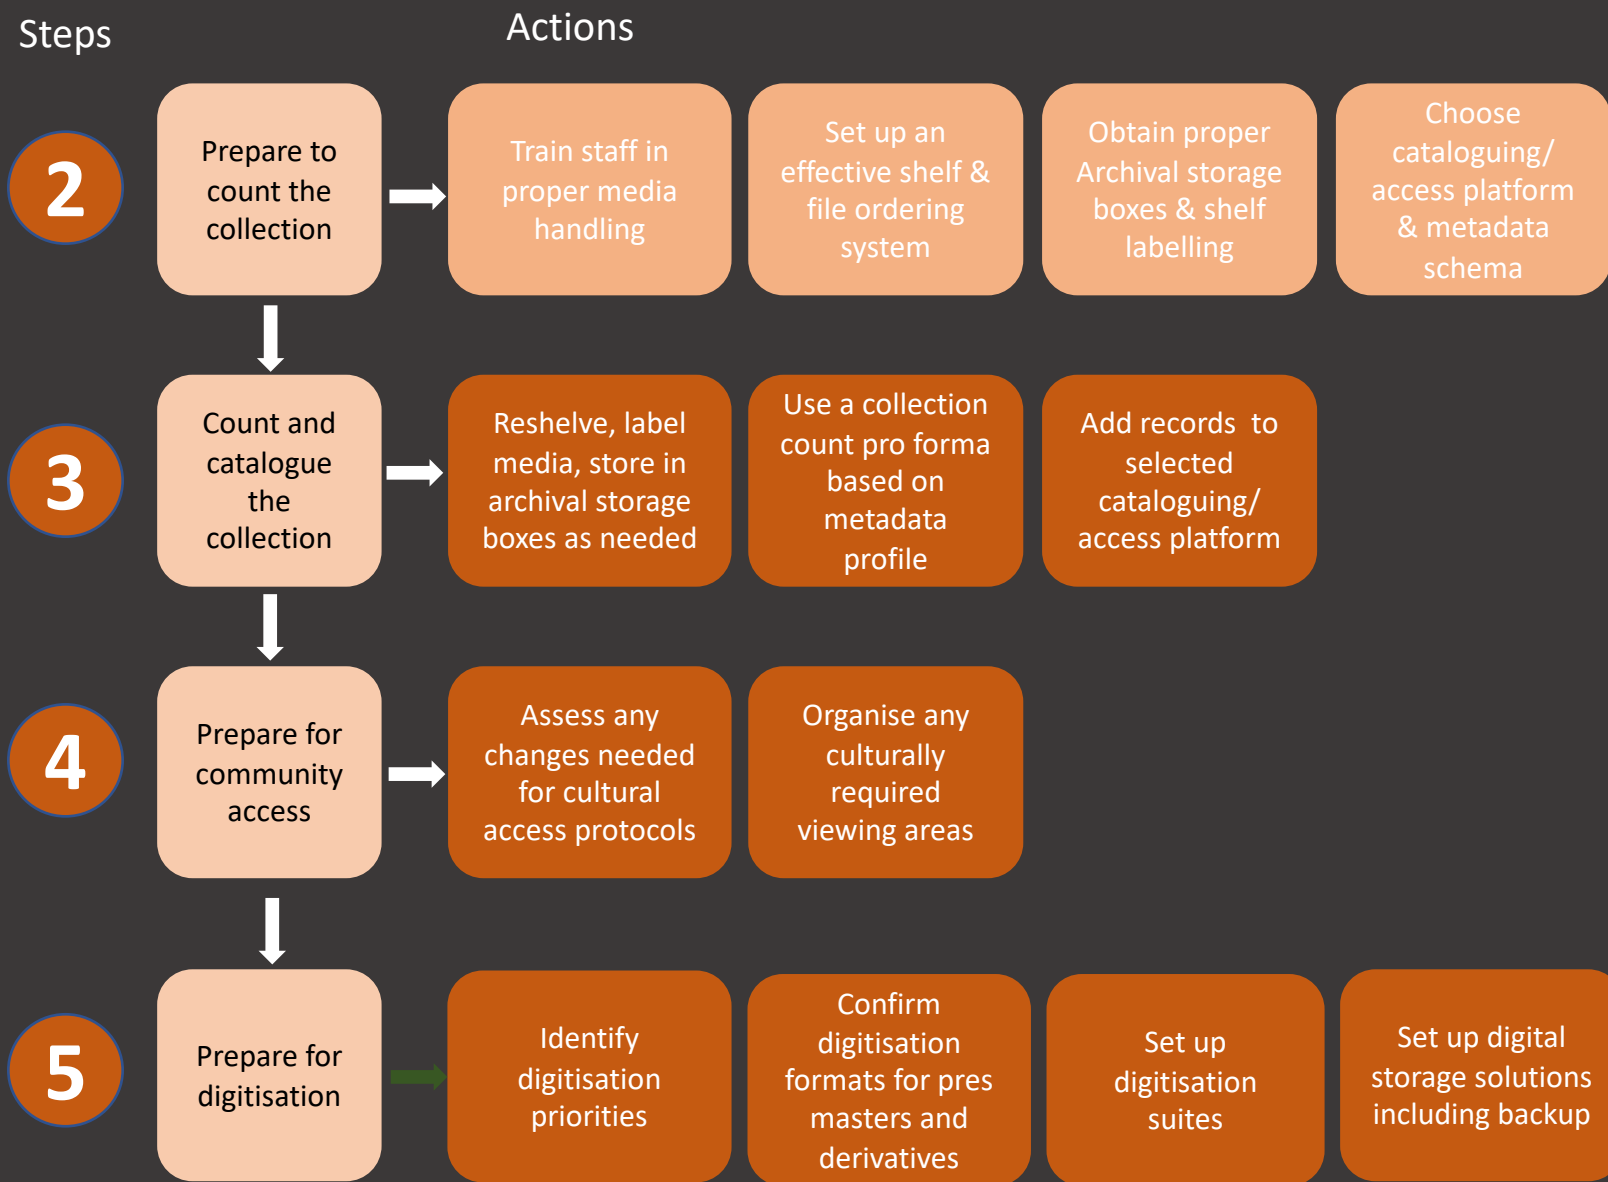 Steps
Actions
2
Prepare to
count the
collection
Train staff in
proper media
handling
Set up an
effective shelf &
file ordering
system
Obtain proper
Archival storage
boxes & shelf
labelling
Choose
cataloguing/
access platform
& metadata
schema
3
Count and
catalogue
the
collection
Reshelve, label
media, store in
archival storage
boxes as needed
Use a collection
count pro forma
based on
metadata
profile
Add records to
selected
cataloguing/
access platform
4
Prepare for
community
access
Assess any
changes needed
for cultural
access protocols
Organise any
culturally
required
viewing areas
5
Prepare for
digitisation
Identify
digitisation
priorities
Confirm
digitisation
formats for pres
masters and
derivatives
Set up
digitisation
suites
Set up digital
storage solutions
including backup